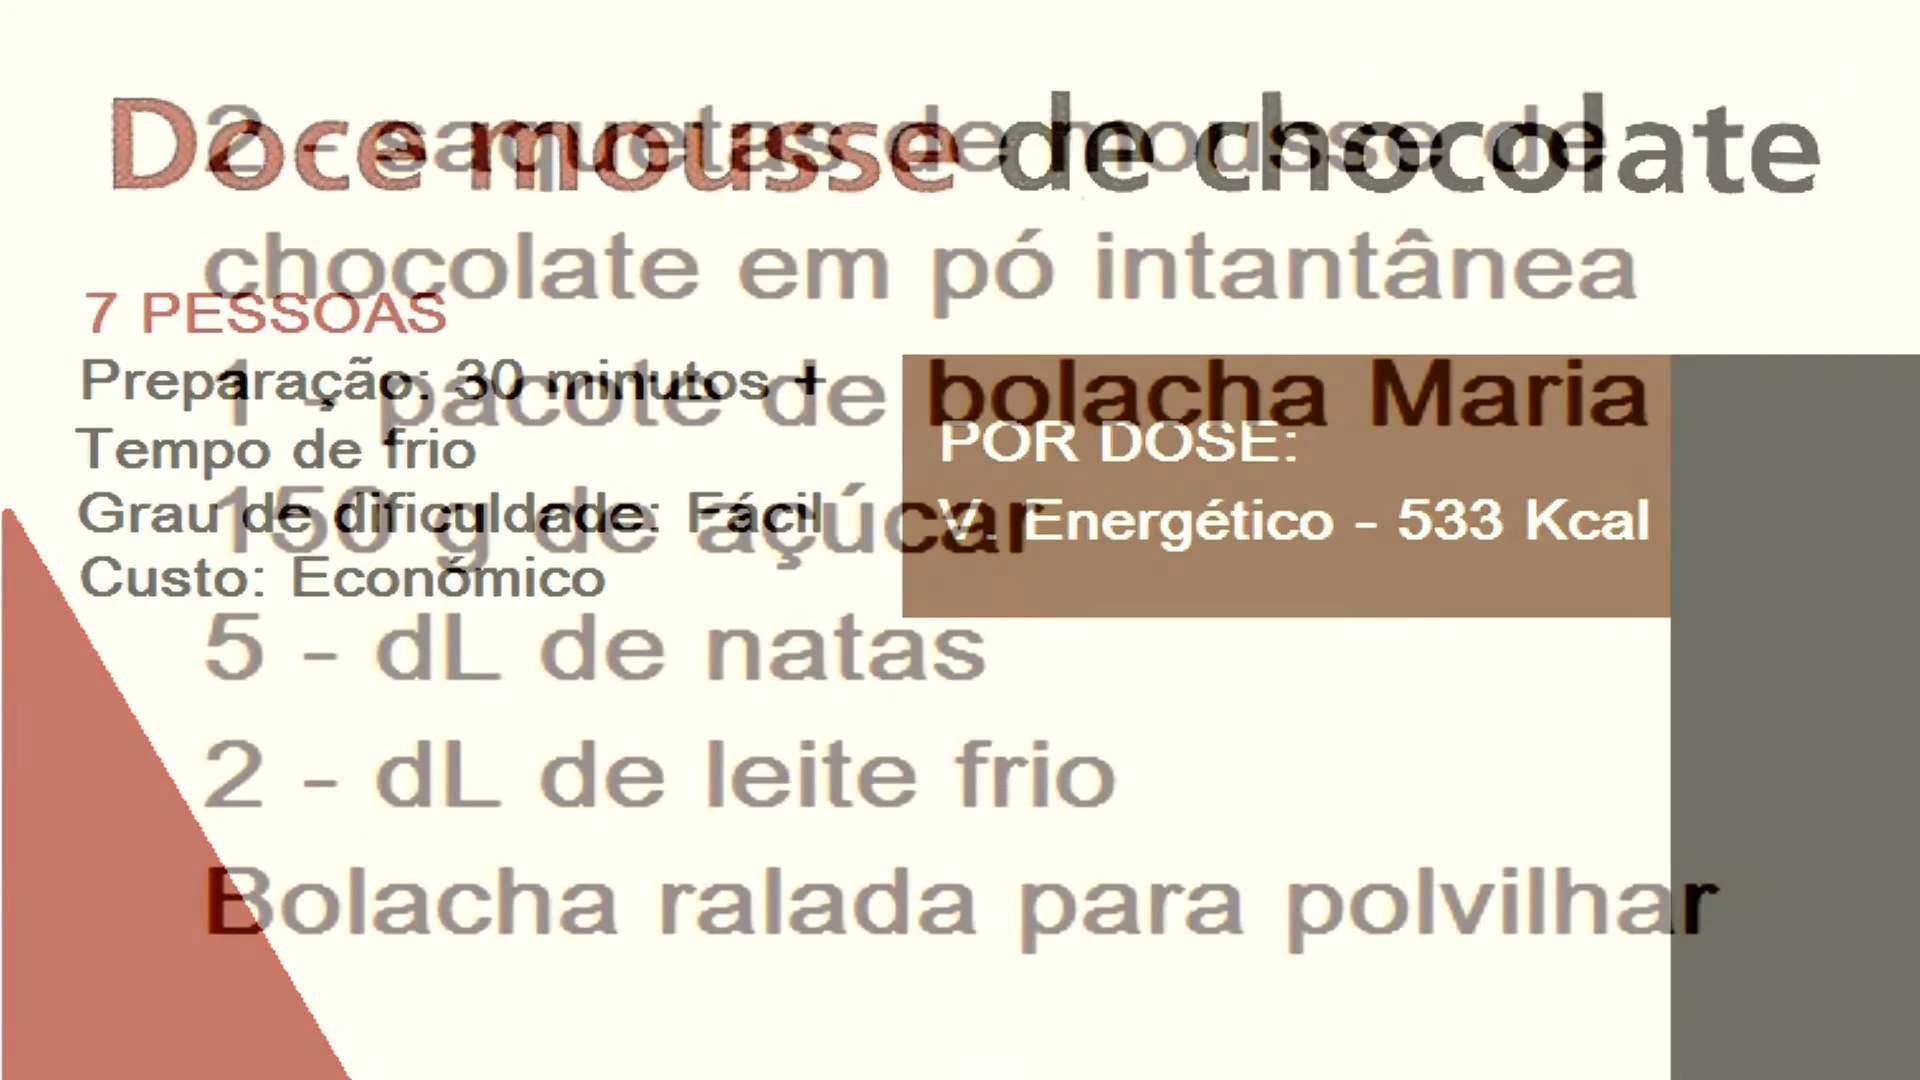 Doce mousse de chocolate
7 PESSOAS
Preparação: 30 minutos +
Tempo de frio
Grau de dificuldade: Fácil
Custo: Económico
POR DOSE:
V. Energético - 533 Kcal
2 - saquetas de mousse de
chocolate em pó intantânea
1 - pacote de bolacha Maria
150 g de açúcar
5 - dL de natas
2 - dL de leite frio
Bolacha ralada para polvilhar